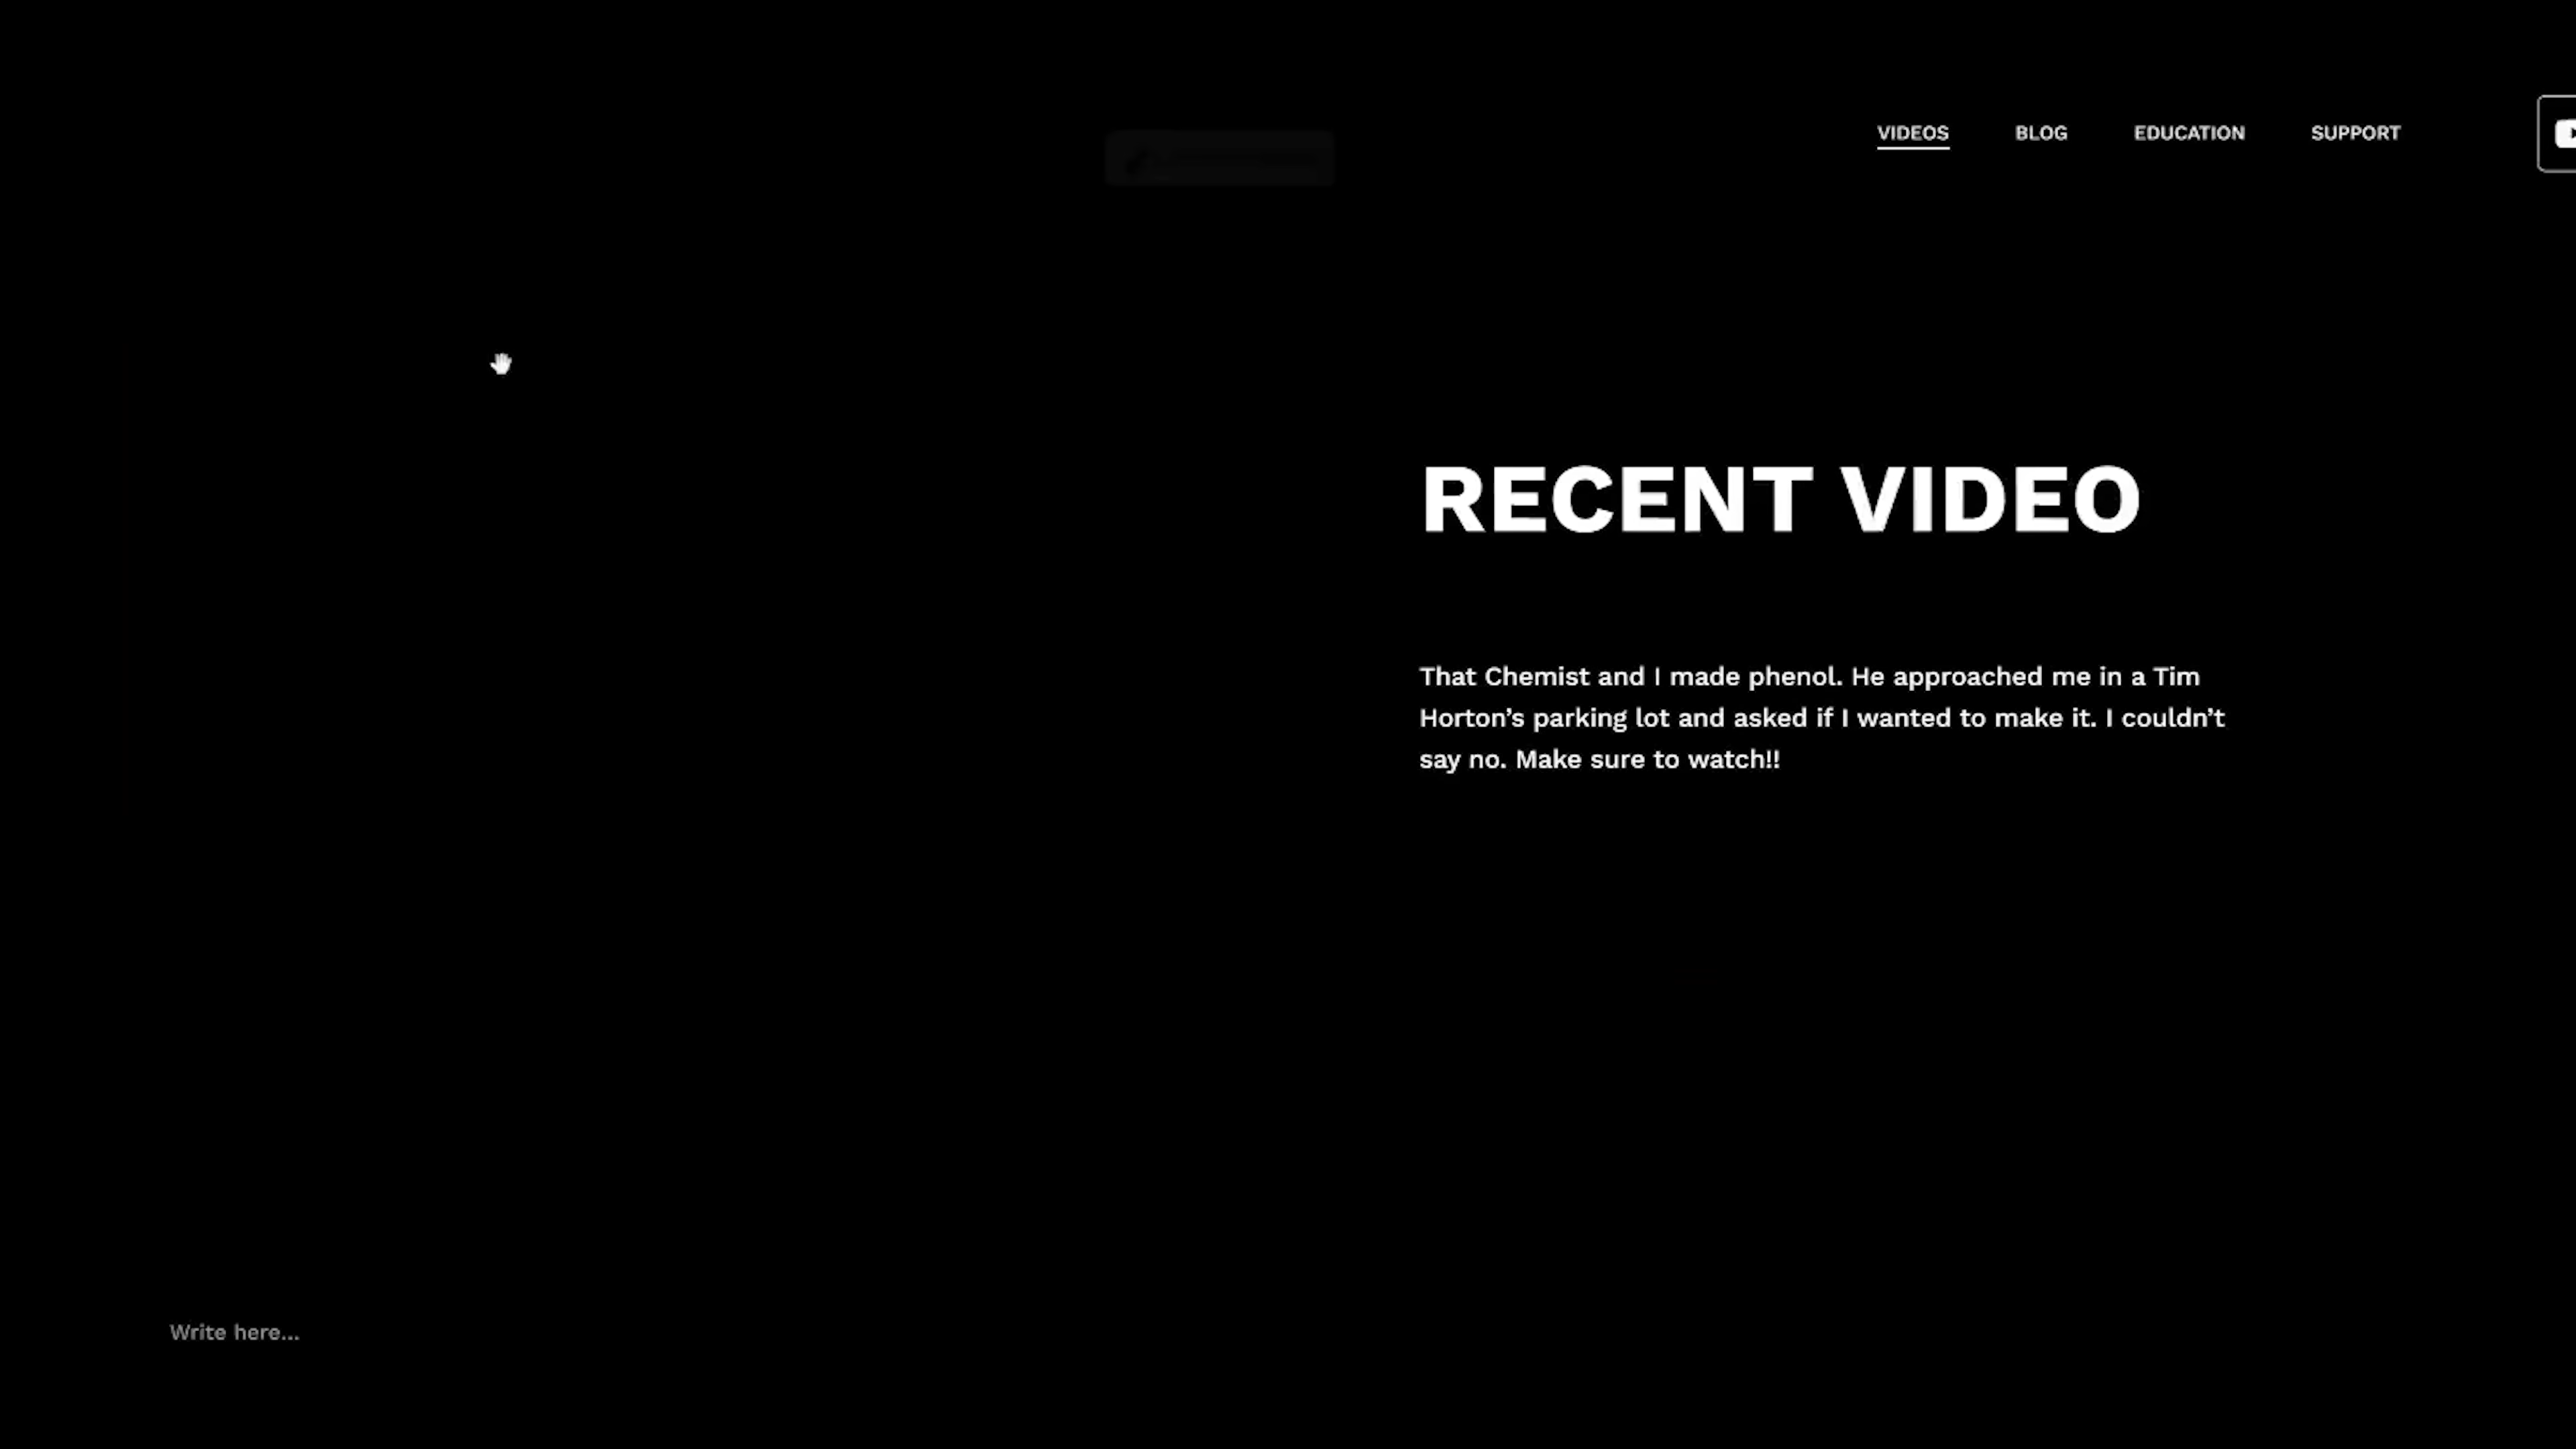 VIDEOS BLOG EDUCATION SUPPORT
RECENT VIDEO
That Chemist and I made phenol. He approached me in a Tim
Horton’s parking lot and asked if I wanted to make it. I couldn’t
say no. Make sure to watch!!
Write here...